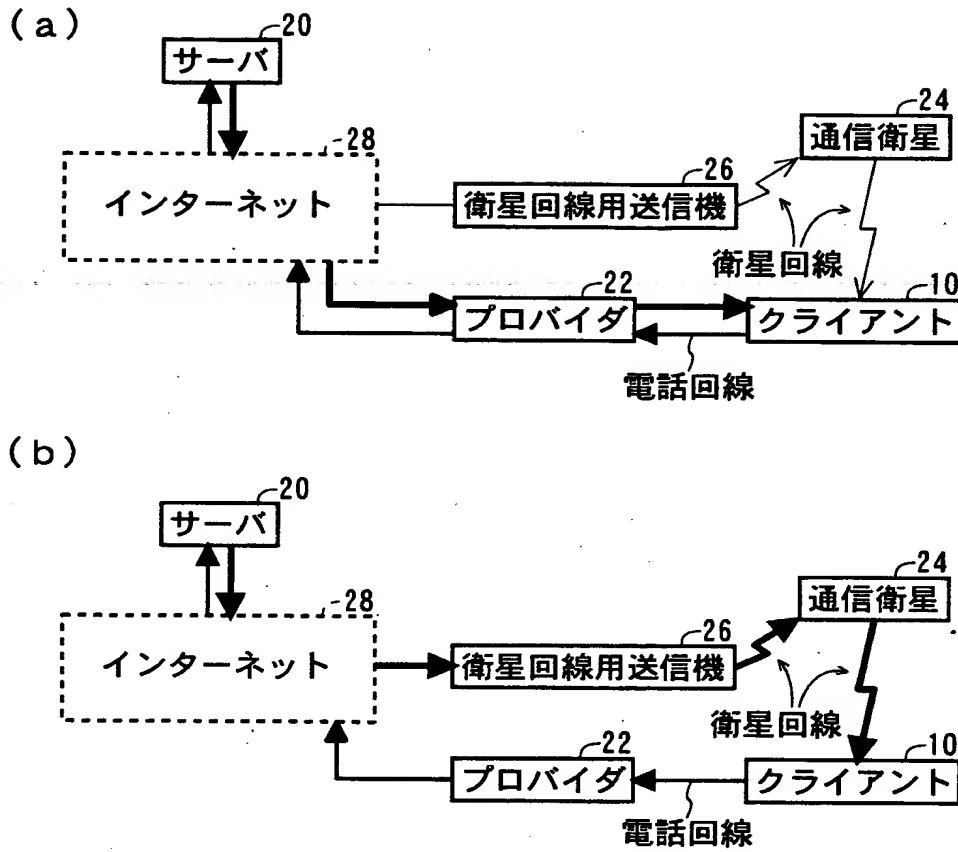 (a)
20
サーバ
24
通信衛星
28
インターネット
26
衛星回線用送信機
衛星回線
22
プロバイダ
10
クライアント
電話回線
(b)
20
サーバ
24
通信衛星
28
インターネット
26
衛星回線用送信機
衛星回線
22
プロバイダ
10
クライアント
電話回線